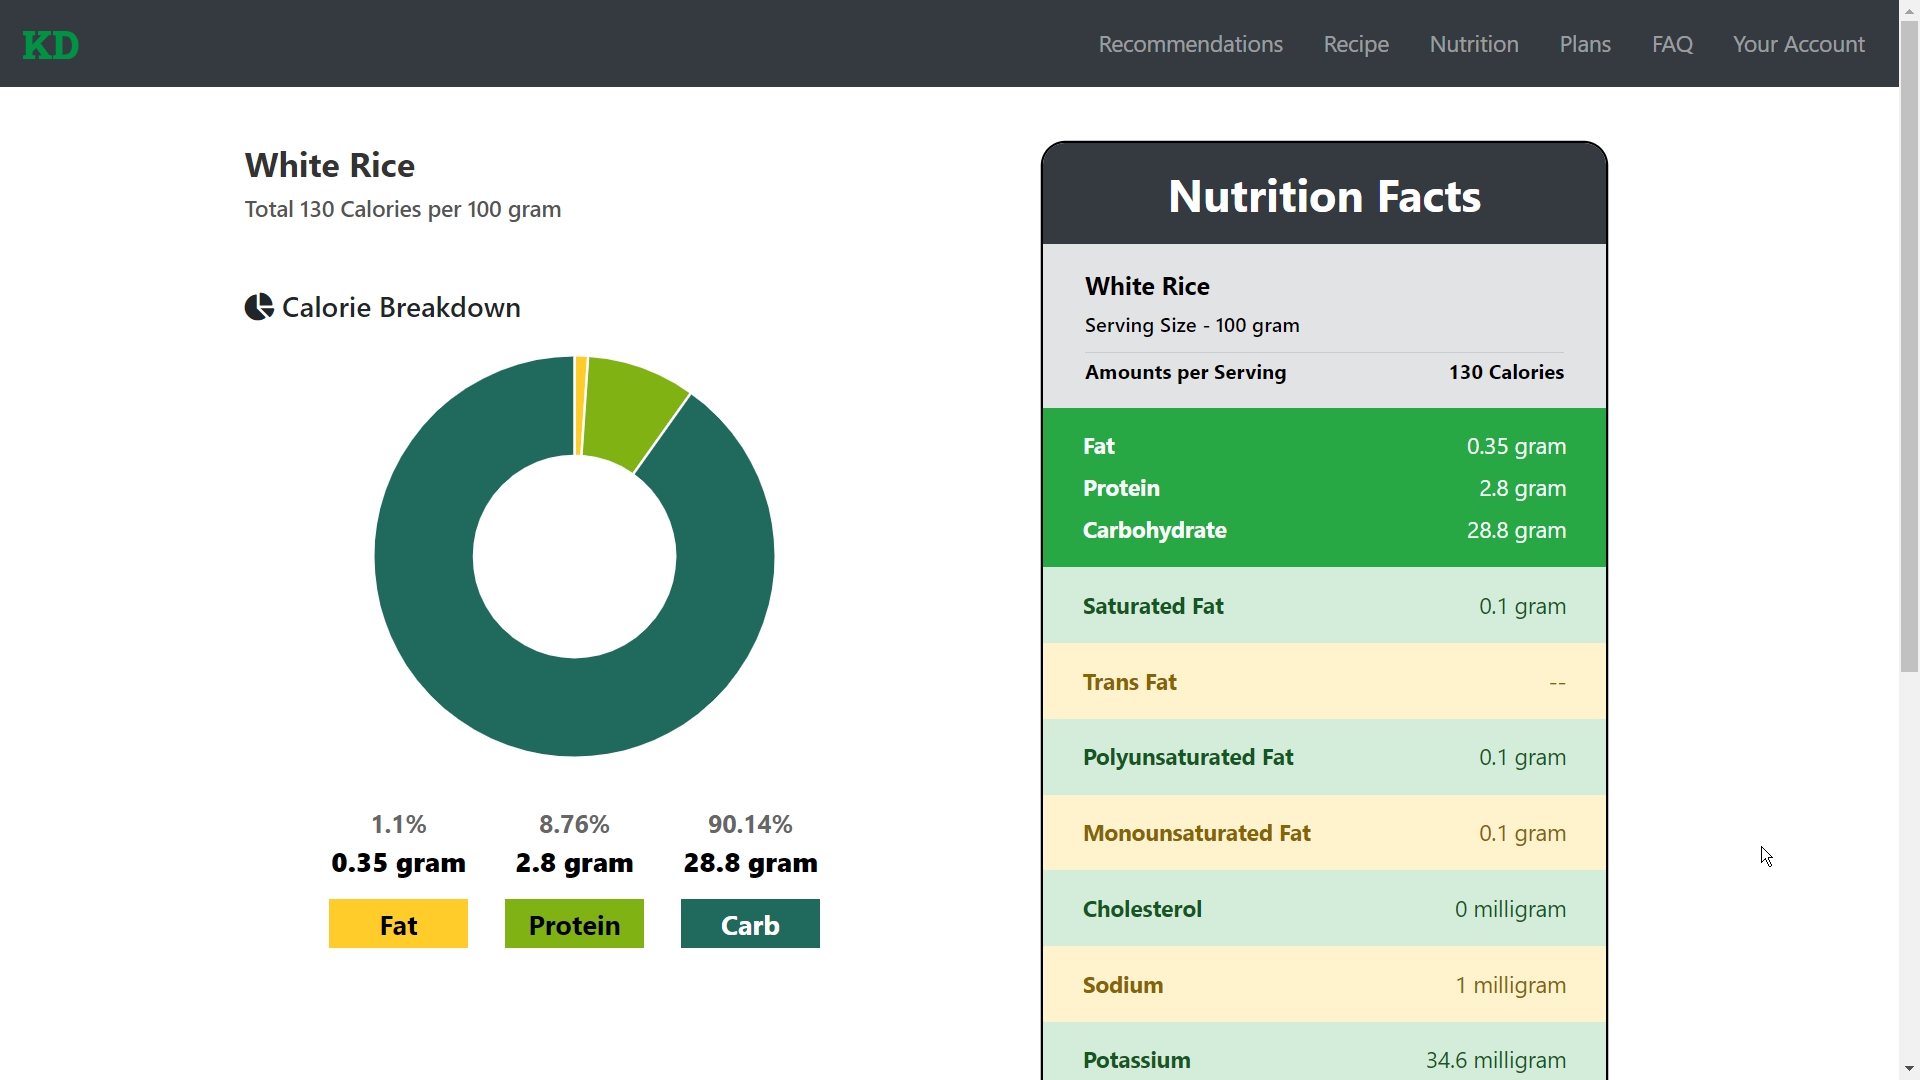 KD
Recommendations Recipe Nutrition Plans FAQ Your Account
White Rice
Total 130 Calories per 100 gram
Calorie Breakdown
1.1% 8.76% 90.14%
0.35 gram 2.8 gram 28.8 gram
Fat Protein Carb
Nutrition Facts
White Rice
Serving Size - 100 gram
Amounts per Serving 130 Calories
Fat 0.35 gram
Protein 2.8 gram
Carbohydrate 28.8 gram
Saturated Fat 0.1 gram
Trans Fat --
Polyunsaturated Fat 0.1 gram
Monounsaturated Fat 0.1 gram
Cholesterol 0 milligram
Sodium 1 milligram
Potassium 34.6 milligram